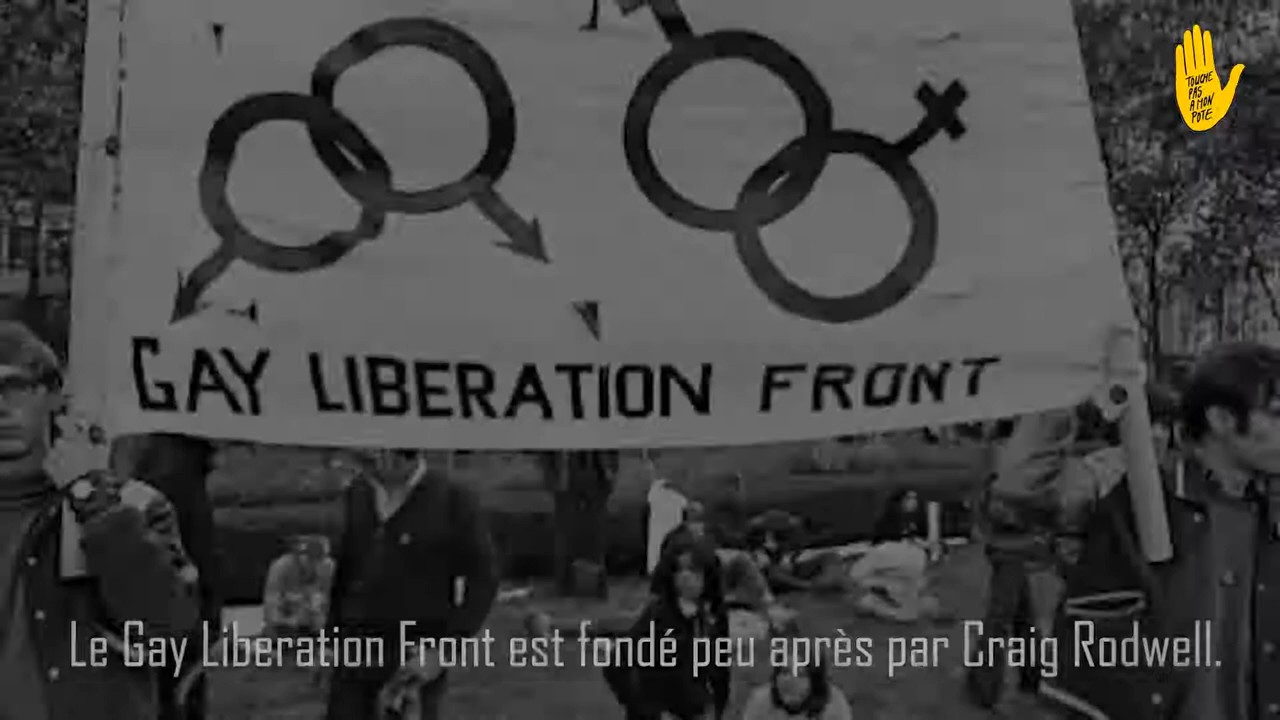 TOUCHE
PAS
A MON
POTE
GAY LIBERATION FRONT
Le Gay Liberation Front est fondé peu après par Craig Rodwell.